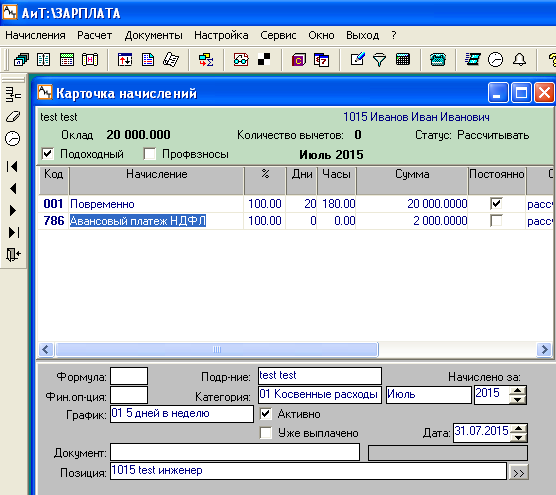 АиТ:\ЗАРПЛАТА
Начисления Расчет Документы Настройка Сервис Окно Выход ?
Карточка начислений
test test 1015 Иванов Иван Иванович
Оклад 20 000.000 Количество вычетов: 0 Статус: Рассчитывать
Подоходный Профвзносы Июль 2015
Код Начисление % Дни Часы Сумма Постоянно
001 Повременно 100.00 20 180.00 20 000.0000 рассч
786 Авансовый платеж НДФЛ 100.00 0 0.00 2 000.0000 рассч
Формула: Подр-ние: test test Начислено за:
Фин.оп-ция: Категория: 01 Косвенные расходы Июль 2015
График: 01 5 дней в неделю Активно
Уже выплачено Дата: 31.07.2015
Документ:
Позиция: 1015 test инженер >>